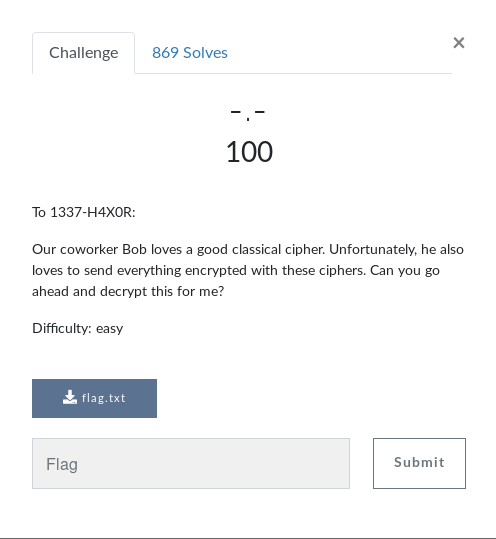 Challenge 869 Solves ×
-.-
100
To 1337-H4X0R:
Our coworker Bob loves a good classical cipher. Unfortunately, he also
loves to send everything encrypted with these ciphers. Can you go
ahead and decrypt this for me?
Difficulty: easy
flag.txt
Flag Submit